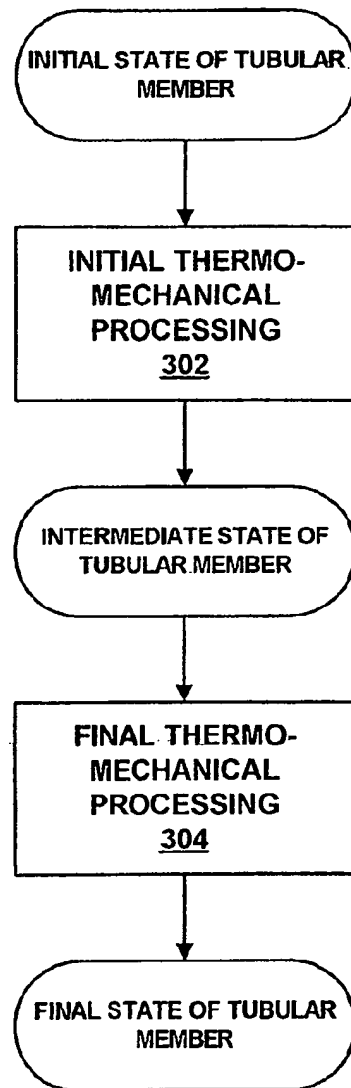 INITIAL STATE OF TUBULAR
MEMBER
INITIAL THERMO-
MECHANICAL
PROCESSING
302
INTERMEDIATE STATE OF
TUBULAR MEMBER
FINAL THERMO-
MECHANICAL
PROCESSING
304
FINAL STATE OF TUBULAR
MEMBER